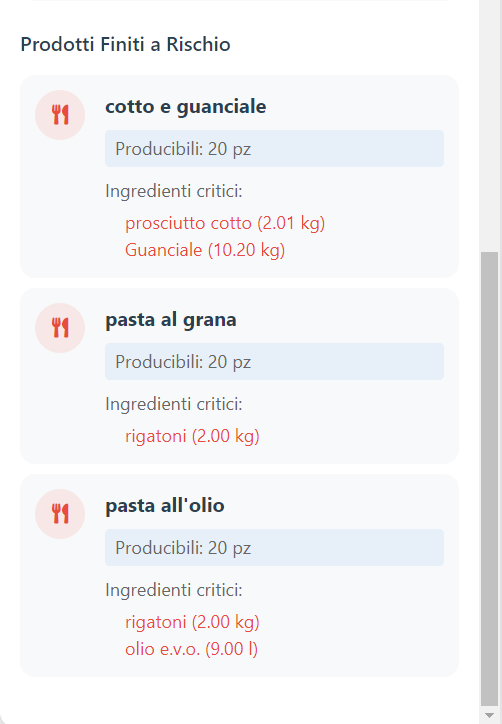 Prodotti Finiti a Rischio
cotto e guanciale
Producibili: 20 pz
Ingredienti critici:
prosciutto cotto (2.01 kg)
Guanciale (10.20 kg)
pasta al grana
Producibili: 20 pz
Ingredienti critici:
rigatoni (2.00 kg)
pasta all'olio
Producibili: 20 pz
Ingredienti critici:
rigatoni (2.00 kg)
olio e.v.o. (9.00 l)